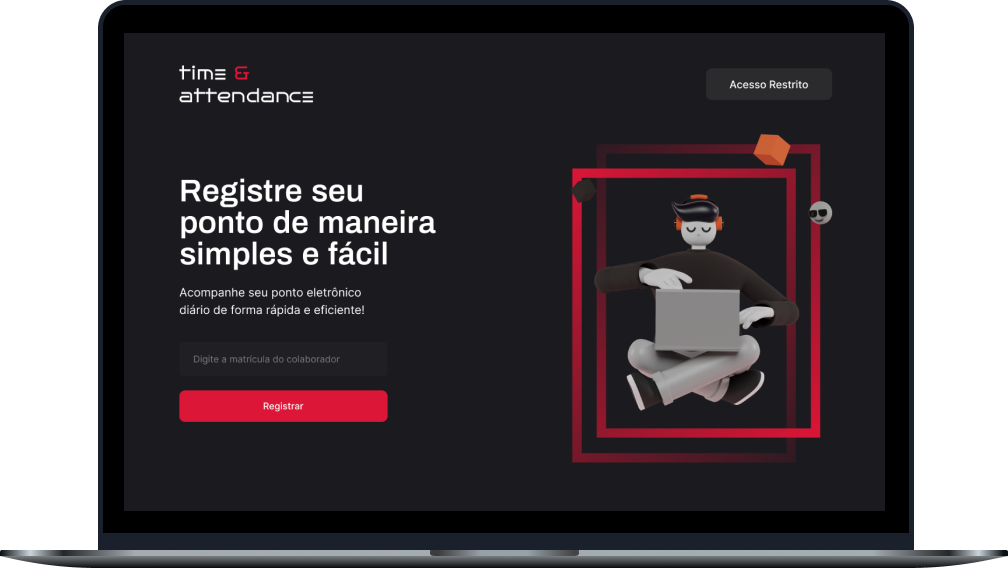 time &
attendance
Acesso Restrito
Registre seu
ponto de maneira
simples e fácil
Acompanhe seu ponto eletrônico
diário de forma rápida e eficiente!
Digite a matrícula do colaborador
Registrar